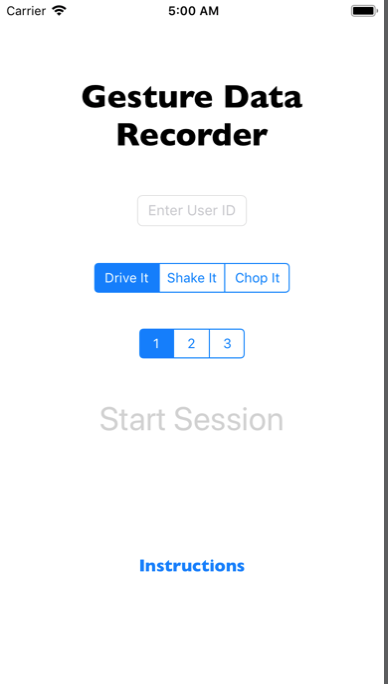 Carrier 5:00 AM
Gesture Data
Recorder
Enter User ID
Drive It Shake It Chop It
1 2 3
Start Session
Instructions